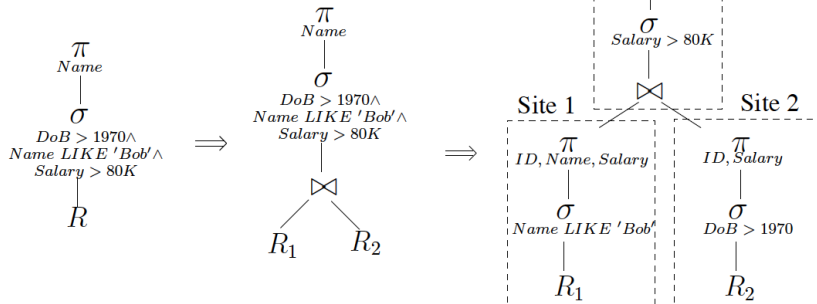 π
Name
σ
DoB > 1970∧
Name LIKE 'Bob'∧
Salary > 80K
R
⟹
π
Name
σ
DoB > 1970∧
Name LIKE 'Bob'∧
Salary > 80K
⋈
R₁ R₂
⟹
σ
Salary > 80K
⋈
Site 1
π
ID, Name, Salary
σ
Name LIKE 'Bob'
R₁
Site 2
π
ID, Salary
σ
DoB > 1970
R₂